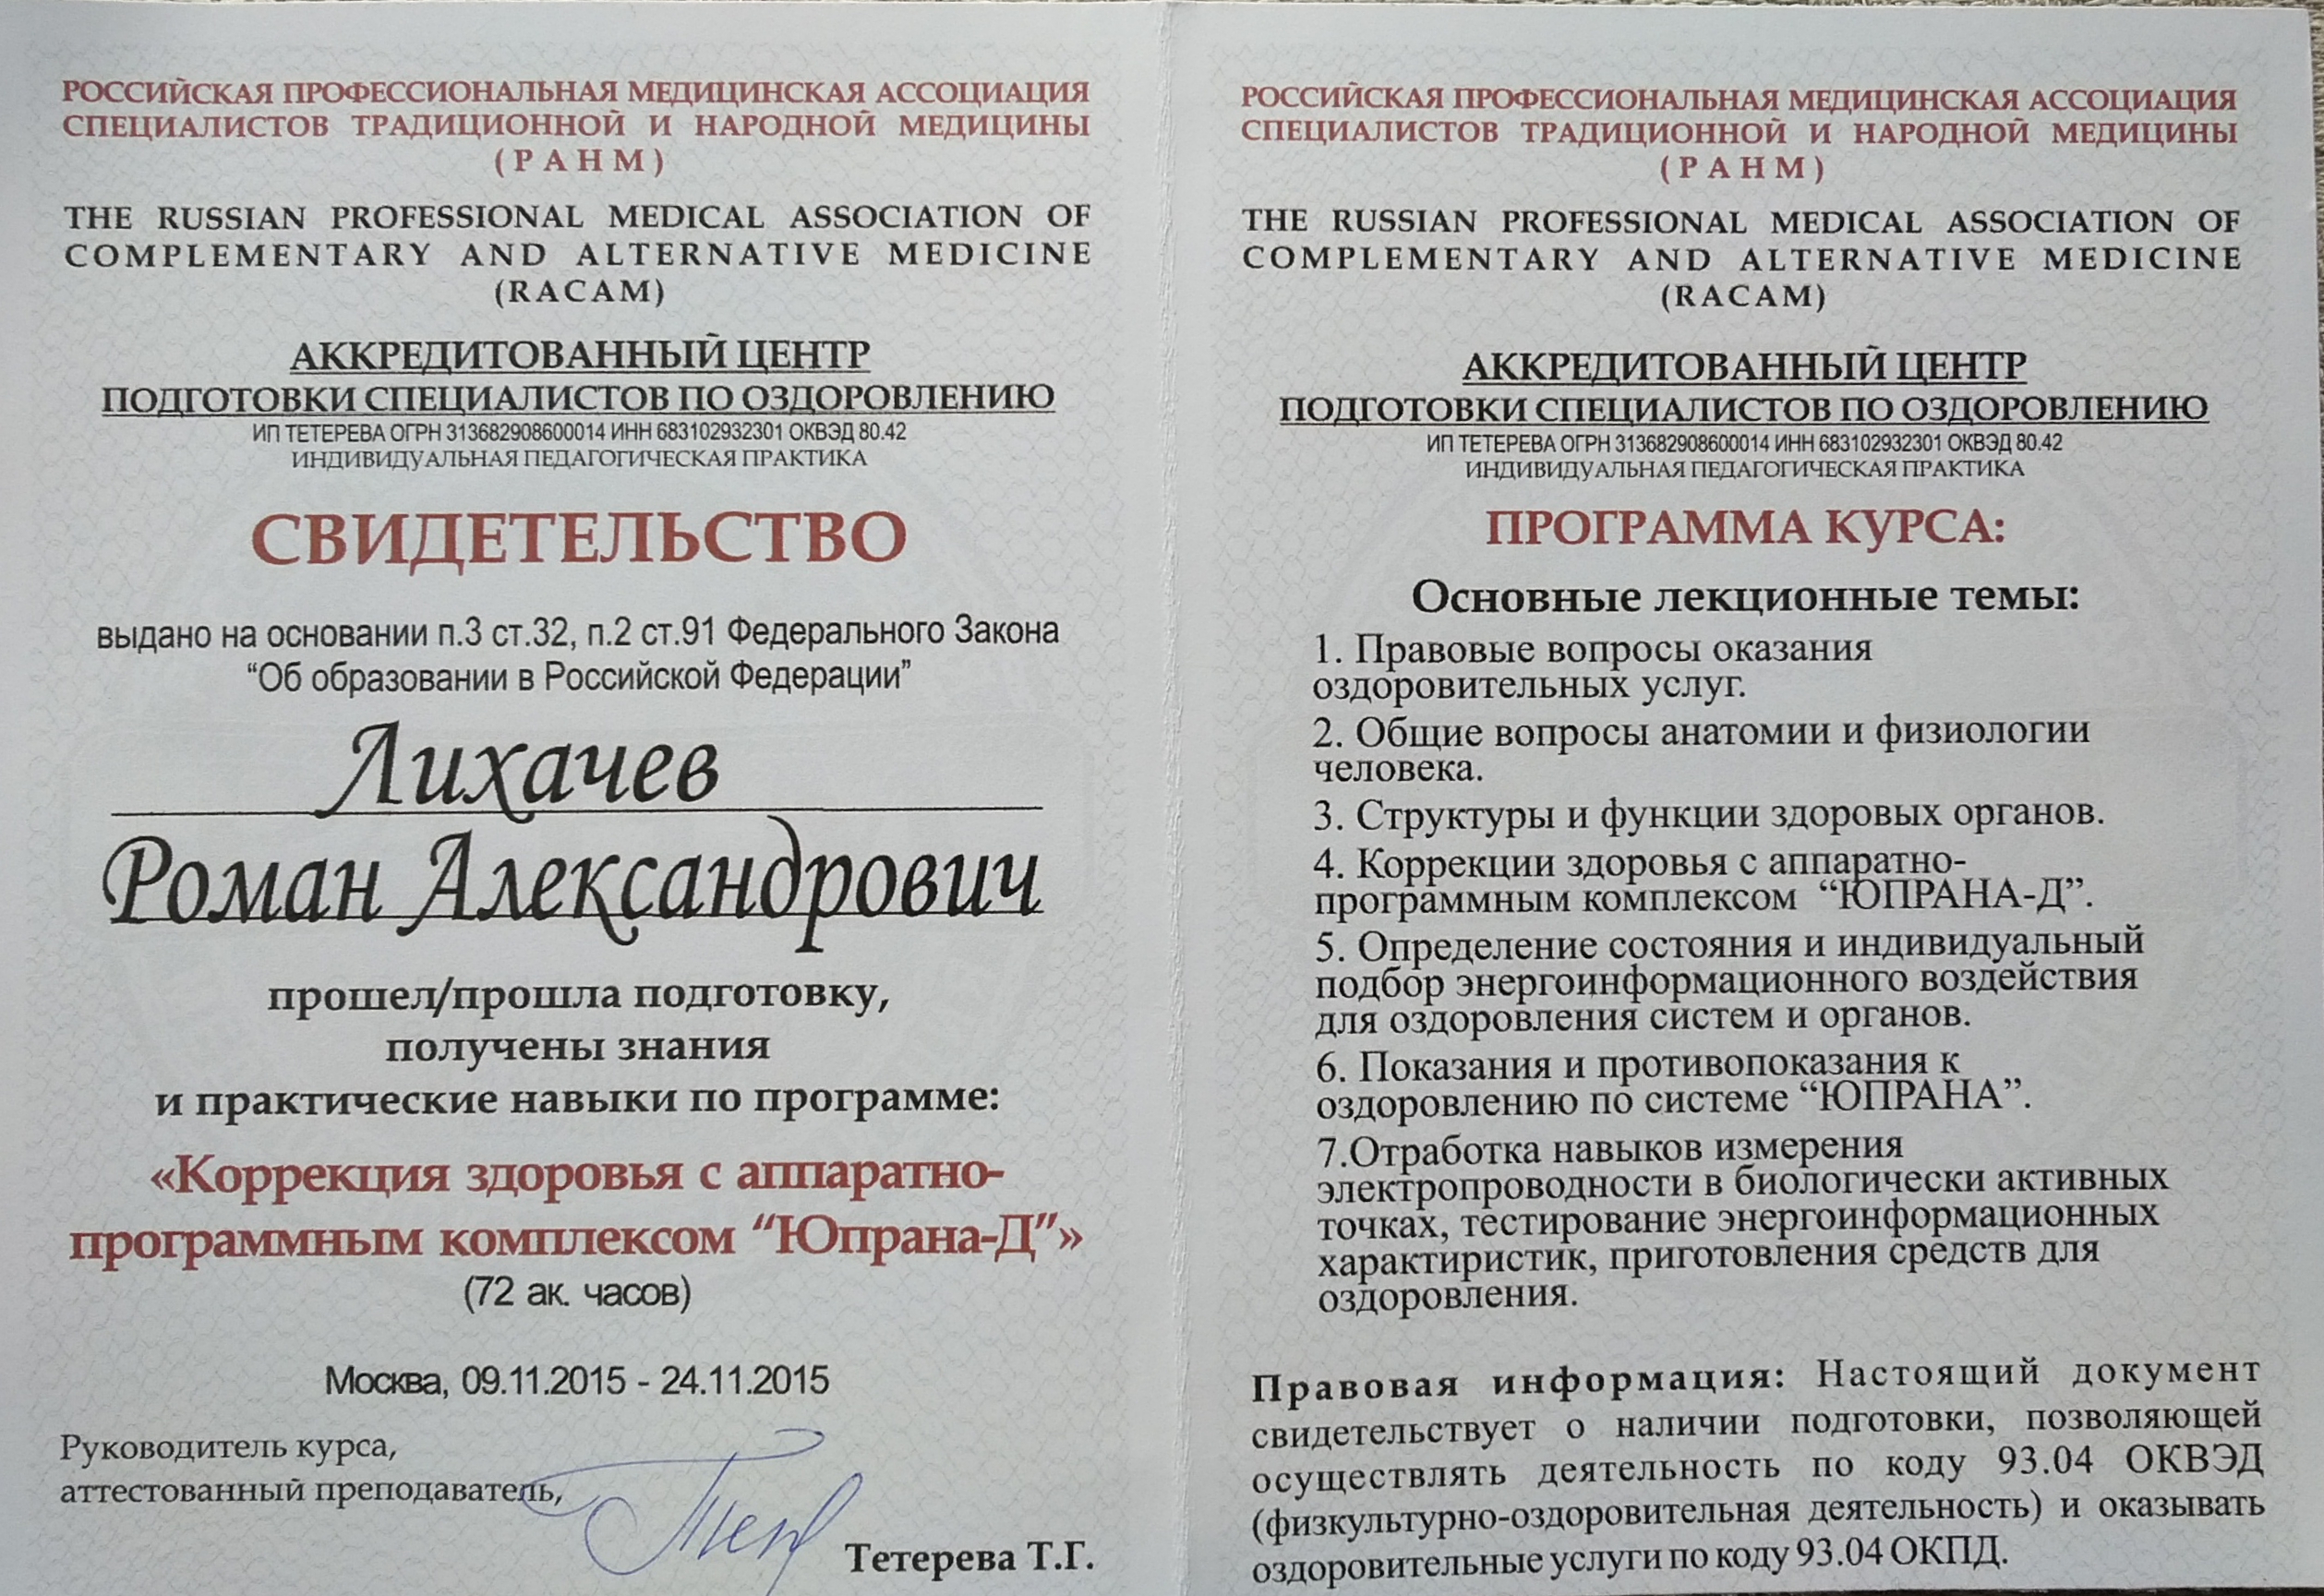 РОССИЙСКАЯ ПРОФЕССИОНАЛЬНАЯ МЕДИЦИНСКАЯ АССОЦИАЦИЯ
СПЕЦИАЛИСТОВ ТРАДИЦИОННОЙ И НАРОДНОЙ МЕДИЦИНЫ
(РАНМ)
THE RUSSIAN PROFESSIONAL MEDICAL ASSOCIATION OF
COMPLEMENTARY AND ALTERNATIVE MEDICINE
(RACAM)
АККРЕДИТОВАННЫЙ ЦЕНТР
ПОДГОТОВКИ СПЕЦИАЛИСТОВ ПО ОЗДОРОВЛЕНИЮ
ИП ТЕТЕРЕВА ОГРН 313682908600014 ИНН 683102932301 ОКВЭД 80.42
ИНДИВИДУАЛЬНАЯ ПЕДАГОГИЧЕСКАЯ ПРАКТИКА
СВИДЕТЕЛЬСТВО
выдано на основании п.3 ст.32, п.2 ст.91 Федерального Закона
“Об образовании в Российской Федерации”
Лихачев
Роман Александрович
прошел/прошла подготовку,
получены знания
и практические навыки по программе:
«Коррекция здоровья с аппаратно-
программным комплексом “Юпрана-Д”»
(72 ак. часов)
Москва, 09.11.2015 - 24.11.2015
Руководитель курса,
аттестованный преподаватель,
Тетерева Т.Г.
РОССИЙСКАЯ ПРОФЕССИОНАЛЬНАЯ МЕДИЦИНСКАЯ АССОЦИАЦИЯ
СПЕЦИАЛИСТОВ ТРАДИЦИОННОЙ И НАРОДНОЙ МЕДИЦИНЫ
(РАНМ)
THE RUSSIAN PROFESSIONAL MEDICAL ASSOCIATION OF
COMPLEMENTARY AND ALTERNATIVE MEDICINE
(RACAM)
АККРЕДИТОВАННЫЙ ЦЕНТР
ПОДГОТОВКИ СПЕЦИАЛИСТОВ ПО ОЗДОРОВЛЕНИЮ
ИП ТЕТЕРЕВА ОГРН 313682908600014 ИНН 683102932301 ОКВЭД 80.42
ИНДИВИДУАЛЬНАЯ ПЕДАГОГИЧЕСКАЯ ПРАКТИКА
ПРОГРАММА КУРСА:
Основные лекционные темы:
1. Правовые вопросы оказания
оздоровительных услуг.
2. Общие вопросы анатомии и физиологии
человека.
3. Структуры и функции здоровых органов.
4. Коррекции здоровья с аппаратно-
программным комплексом “ЮПРАНА-Д”.
5. Определение состояния и индивидуальный
подбор энергоинформационного воздействия
для оздоровления систем и органов.
6. Показания и противопоказания к
оздоровлению по системе “ЮПРАНА”.
7.Отработка навыков измерения
электропроводности в биологически активных
точках, тестирование энергоинформационных
характиристик, приготовления средств для
оздоровления.
Правовая информация: Настоящий документ
свидетельствует о наличии подготовки, позволяющей
осуществлять деятельность по коду 93.04 ОКВЭД
(физкультурно-оздоровительная деятельность) и оказывать
оздоровительные услуги по коду 93.04 ОКПД.